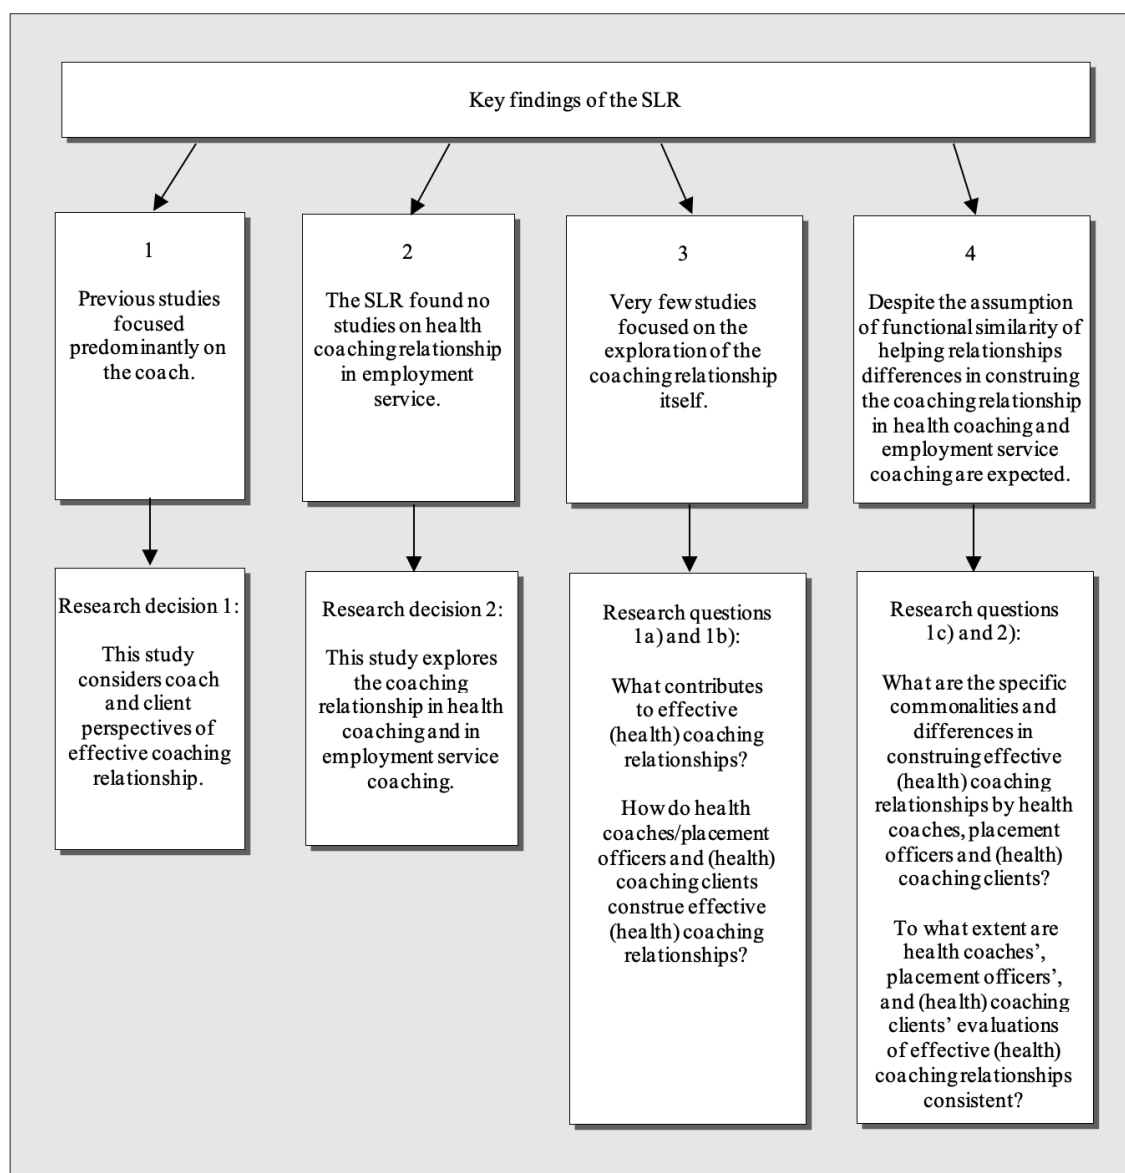 Key findings of the SLR
1
Previous studies
focused
predominantly on
the coach.
2
The SLR found no
studies on health
coaching relationship
in employment
service.
3
Very few studies
focused on the
exploration of the
coaching relationship
itself.
4
Despite the assumption
of functional similarity of
helping relationships
differences in construing
the coaching relationship
in health coaching and
employment service
coaching are expected.
Research decision 1:
This study
considers coach
and client
perspectives of
effective coaching
relationship.
Research decision 2:
This study explores
the coaching
relationship in health
coaching and in
employment service
coaching.
Research questions
1a) and 1b):
What contributes
to effective
(health) coaching
relationships?
How do health
coaches/placement
officers and (health)
coaching clients
construe effective
(health) coaching
relationships?
Research questions
1c) and 2):
What are the specific
commonalities and
differences in
construing effective
(health) coaching
relationships by health
coaches, placement
officers and (health)
coaching clients?
To what extent are
health coaches’,
placement officers’,
and (health) coaching
clients’ evaluations
of effective (health)
coaching relationships
consistent?